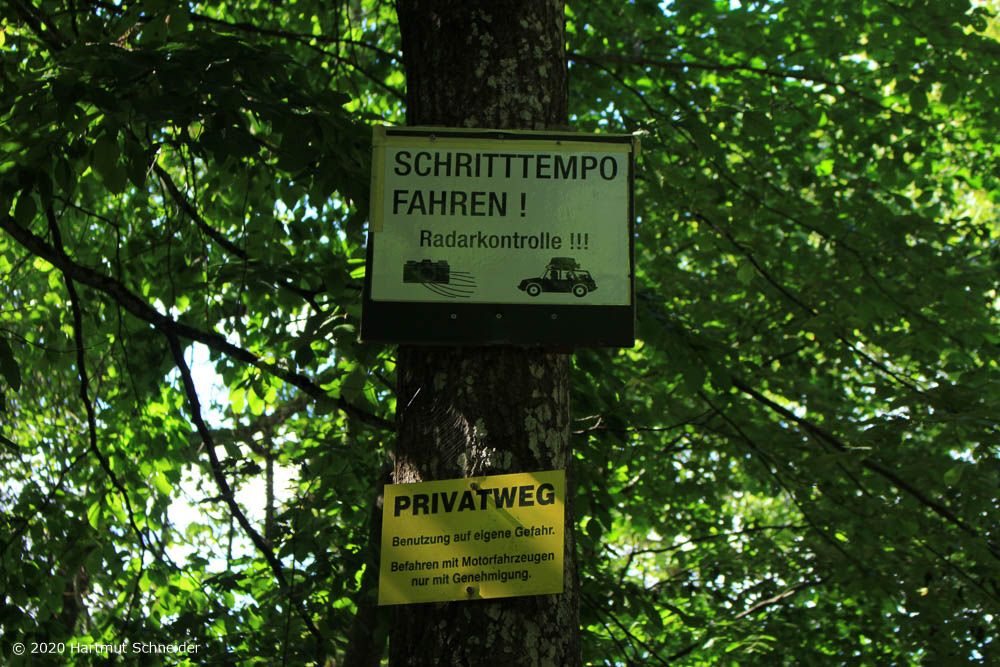 SCHRITTTEMPO
FAHREN !
Radarkontrolle !!!
PRIVATWEG
Benutzung auf eigene Gefahr.
Befahren mit Motorfahrzeugen
nur mit Genehmigung.
© 2020 Hartmut Schneider